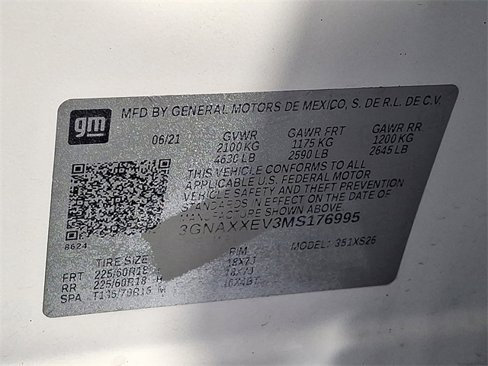 gm
MFD BY GENERAL MOTORS DE MEXICO, S. DE R.L. DE C.V.
06/21 GVWR GAWR FRT GAWR RR
2100 KG 1175 KG 1200 KG
4630 LB 2590 LB 2645 LB
THIS VEHICLE CONFORMS TO ALL
APPLICABLE U.S. FEDERAL MOTOR
VEHICLE SAFETY AND THEFT PREVENTION
STANDARDS IN EFFECT ON THE DATE OF
MANUFACTURE SHOWN ABOVE.
3GNAXXEV3MS176995
8624
TIRE SIZE RIM MODEL: 351XS26
FRT 225/60R18 18X7J
RR 225/60R18 H 18X7J
SPA